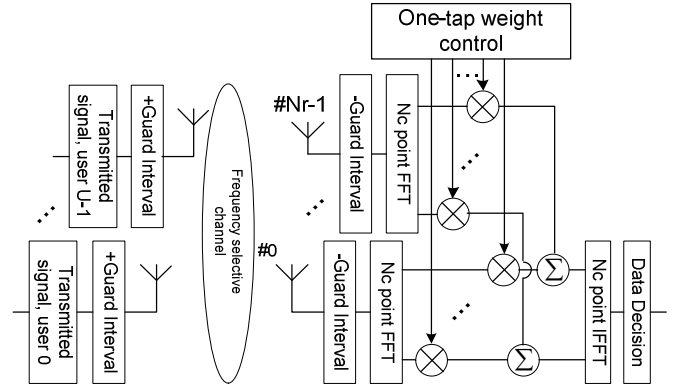 One-tap weight
control
#Nr-1
Transmitted
signal, user U-1
+Guard Interval
Frequency selective
channel
-Guard Interval
Nc point FFT
#0
Transmitted
signal, user 0
+Guard Interval
-Guard Interval
Nc point FFT
Σ
Σ
Nc point IFFT
Data Decision